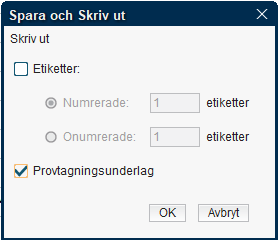 Spara och Skriv ut
Skriv ut
Etiketter:
Numrerade: 1 etiketter
Onumrerade: 1 etiketter
Provtagningsunderlag
OK Avbryt